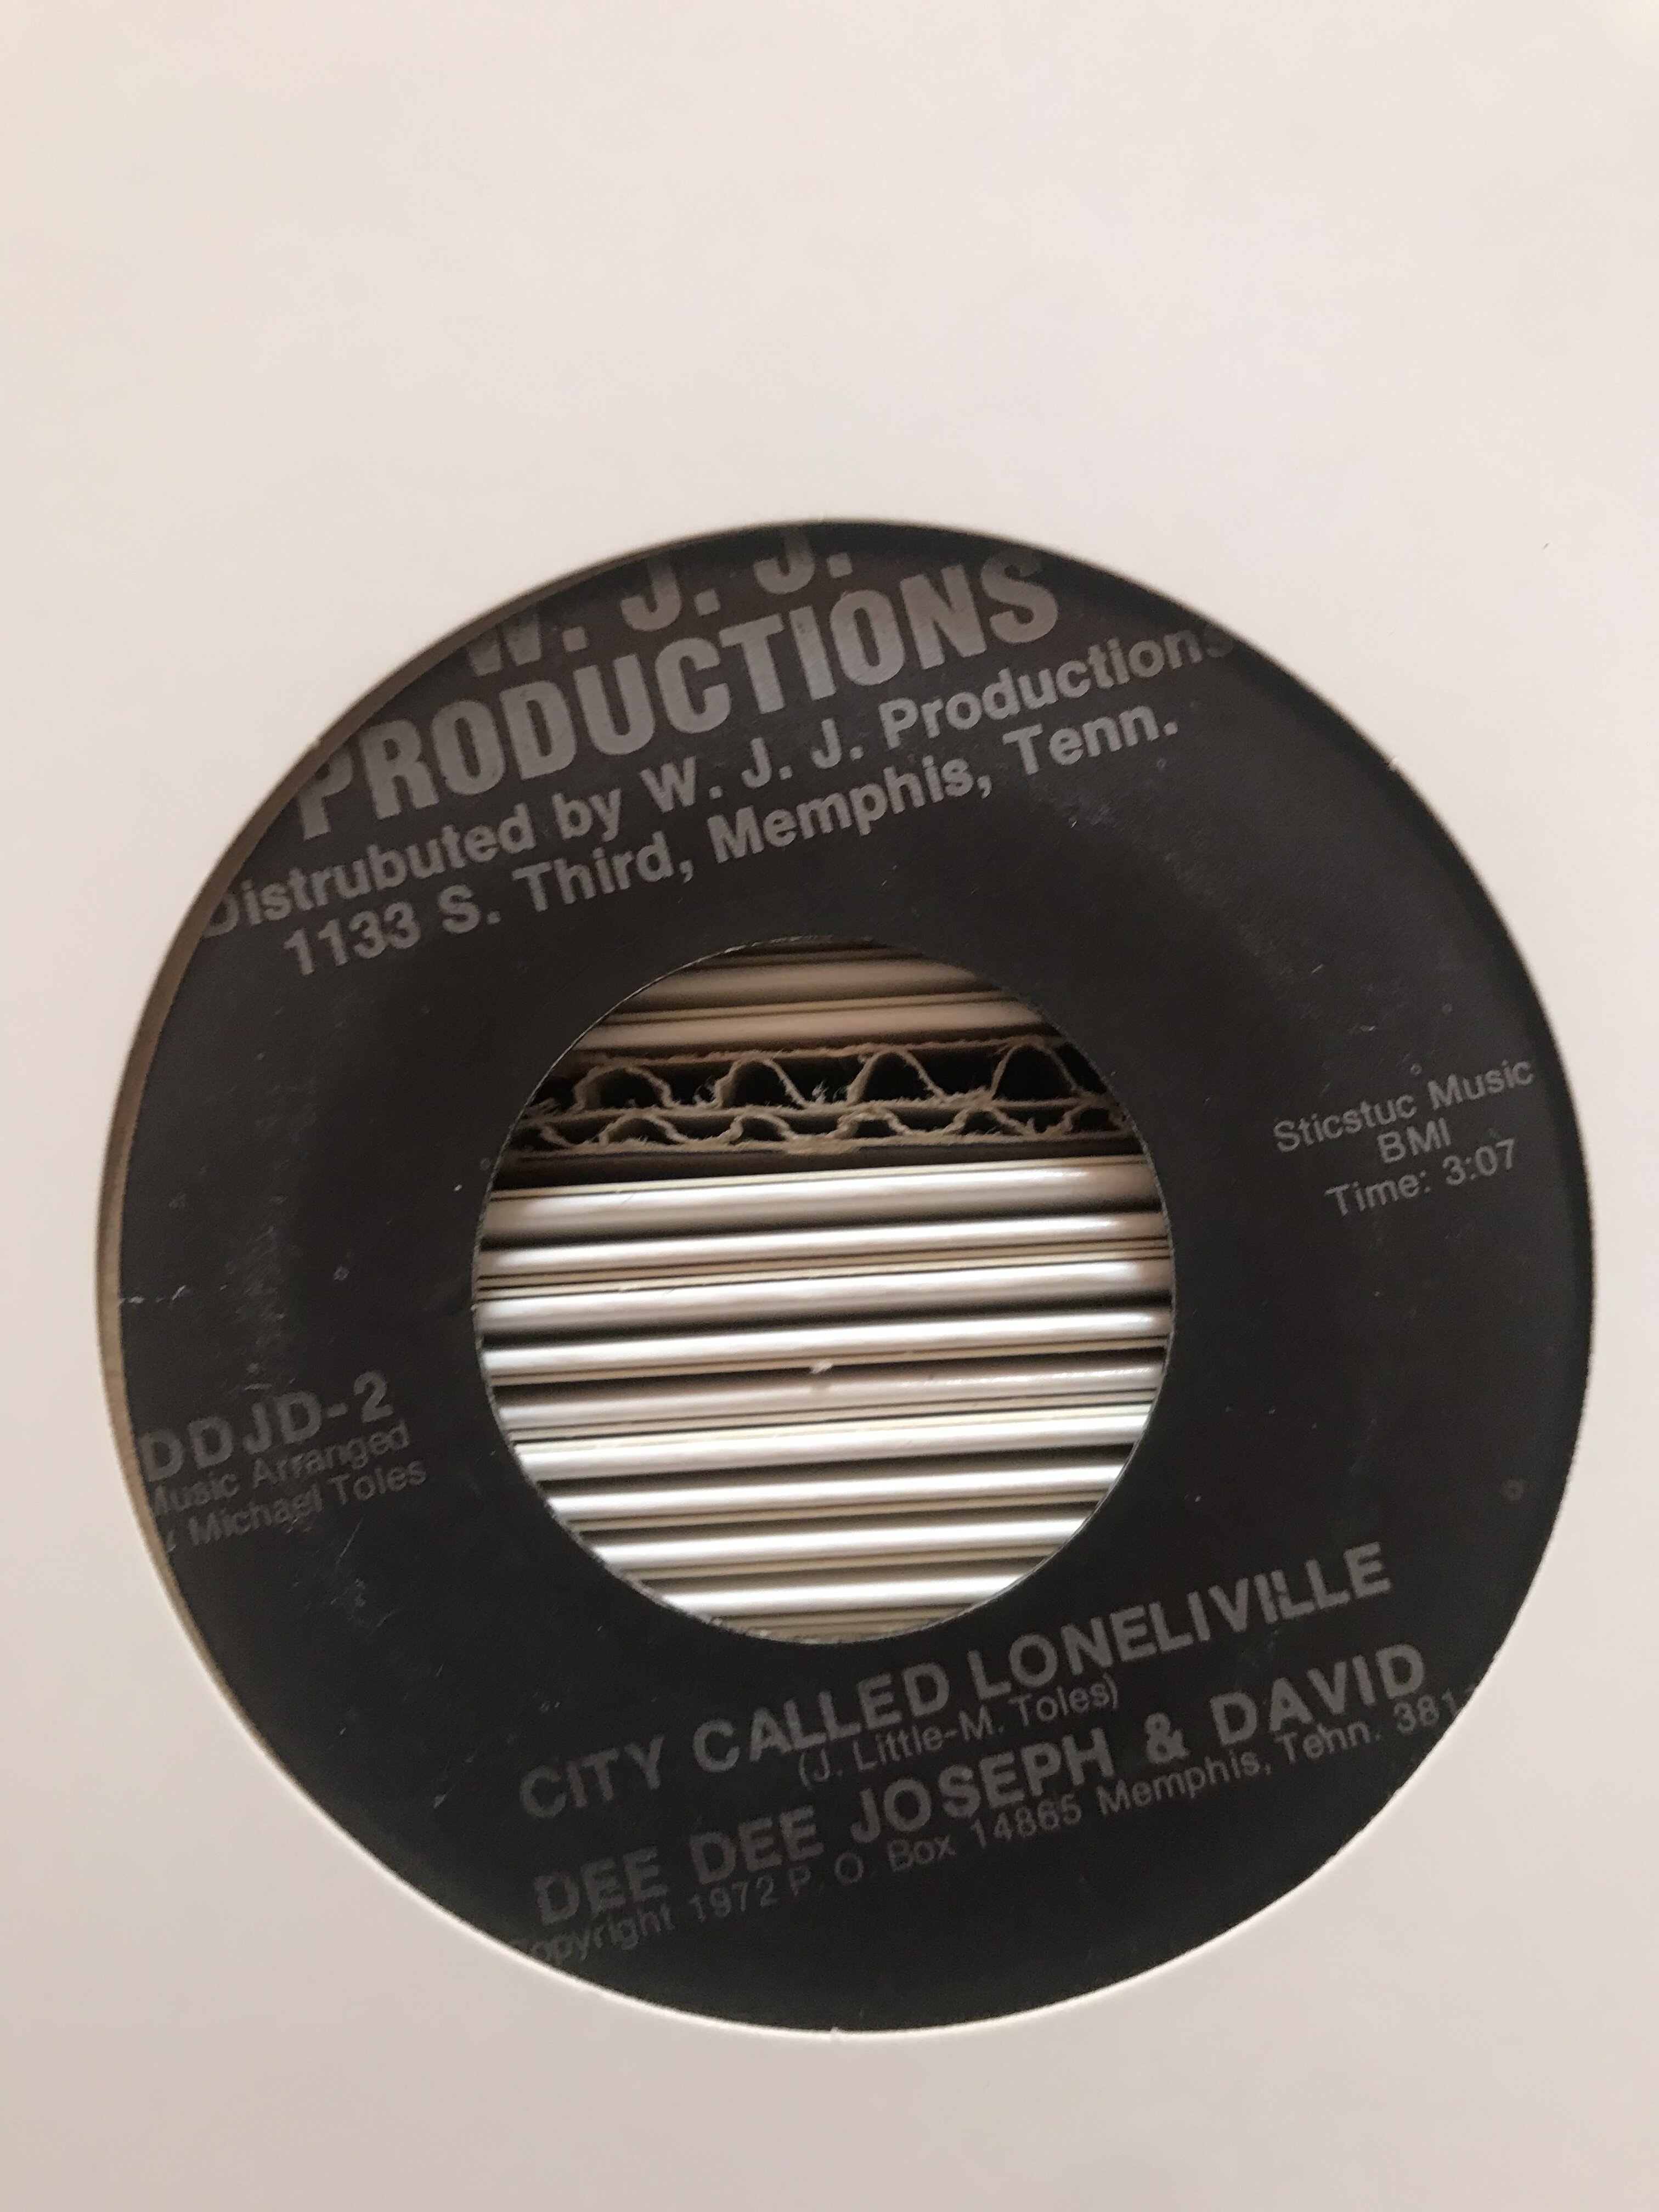 W. J. J.
PRODUCTIONS
Distrubuted by W. J. J. Productions
1133 S. Third, Memphis, Tenn.
Sticstuc Music
BMI
Time: 3:07
DDJD-2
Music Arranged
Michael Toles
CITY CALLED LONELIVILLE
(J. Little-M. Toles)
DEE DEE JOSEPH & DAVID
Copyright 1972 P. O. Box 14865 Memphis, Tenn.